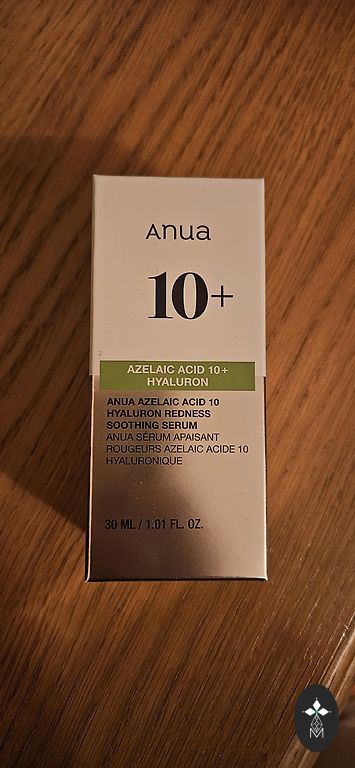 Anua
10+
AZELAIC ACID 10+
HYALURON
ANUA AZELAIC ACID 10
HYALURON REDNESS
SOOTHING SERUM
ANUA SÉRUM APAISANT
ROUGEURS AZELAIC ACIDE 10
HYALURONIQUE
30 ML / 1.01 FL. OZ.
M